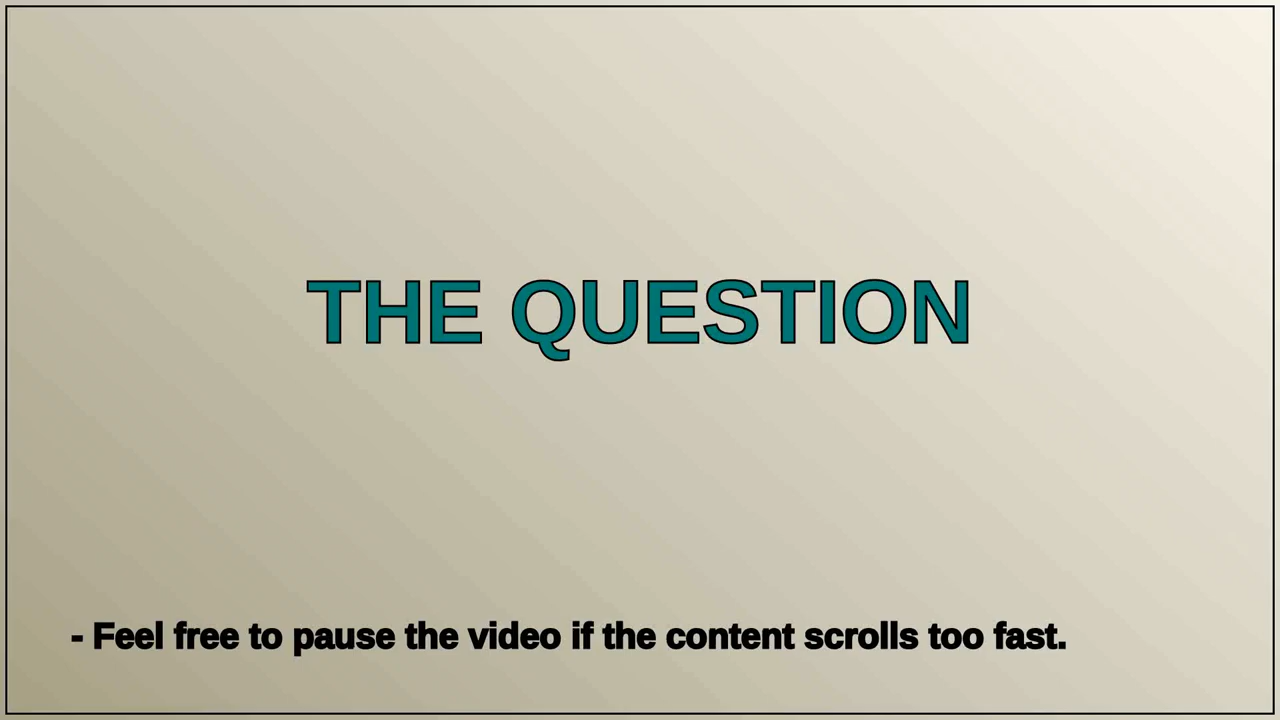 THE QUESTION
- Feel free to pause the video if the content scrolls too fast.